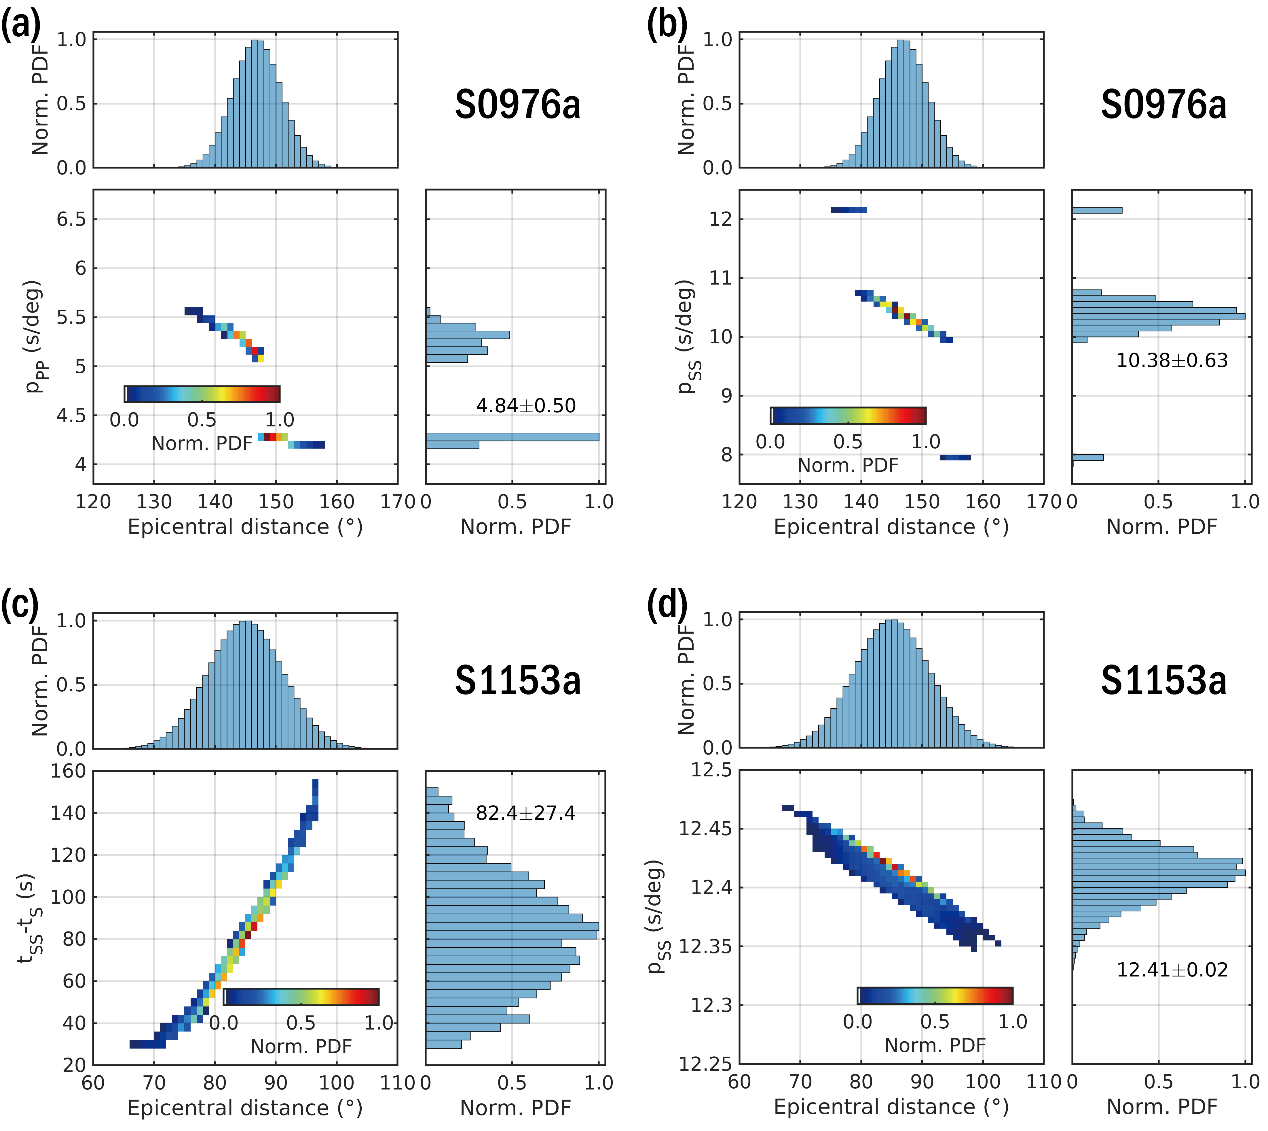 (a)
Norm. PDF
1.0
0.5
0.0
S0976a
pPP (s/deg)
6.5
6
5.5
5
4.5
4
0.0 0.5 1.0
Norm. PDF
4.84±0.50
120 130 140 150 160 170
Epicentral distance (°)
0 0.5 1.0
Norm. PDF
(b)
Norm. PDF
1.0
0.5
0.0
S0976a
pSS (s/deg)
12
11
10
9
8
10.38±0.63
0.0 0.5 1.0
Norm. PDF
120 130 140 150 160 170
Epicentral distance (°)
0 0.5 1.0
Norm. PDF
(c)
Norm. PDF
1.0
0.5
0.0
S1153a
tSS-tS (s)
160
140
120
100
80
60
40
20
82.4±27.4
0.0 0.5 1.0
Norm. PDF
60 70 80 90 100 110
Epicentral distance (°)
0 0.5 1.0
Norm. PDF
(d)
Norm. PDF
1.0
0.5
0.0
S1153a
pSS (s/deg)
12.5
12.45
12.4
12.35
12.3
12.25
12.41±0.02
0.0 0.5 1.0
Norm. PDF
60 70 80 90 100 110
Epicentral distance (°)
0 0.5 1.0
Norm. PDF